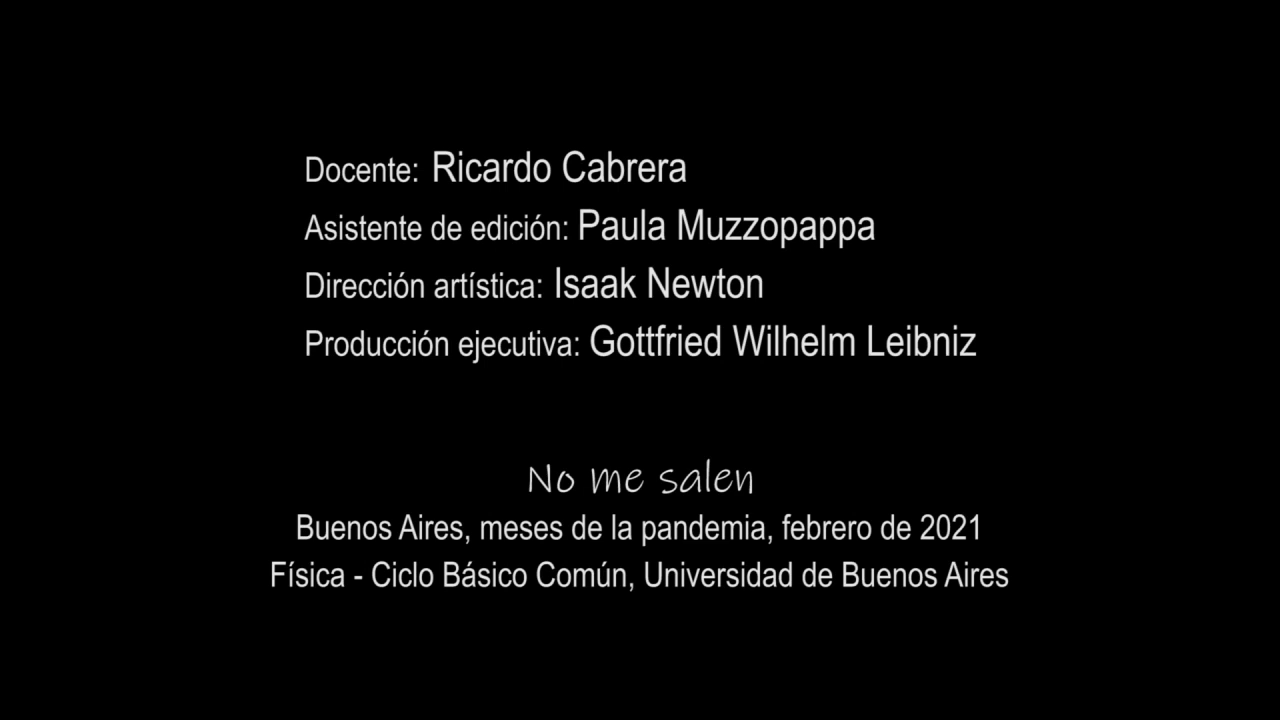 Docente: Ricardo Cabrera
Asistente de edición: Paula Muzzopappa
Dirección artística: Isaak Newton
Producción ejecutiva: Gottfried Wilhelm Leibniz
No me salen
Buenos Aires, meses de la pandemia, febrero de 2021
Física - Ciclo Básico Común, Universidad de Buenos Aires